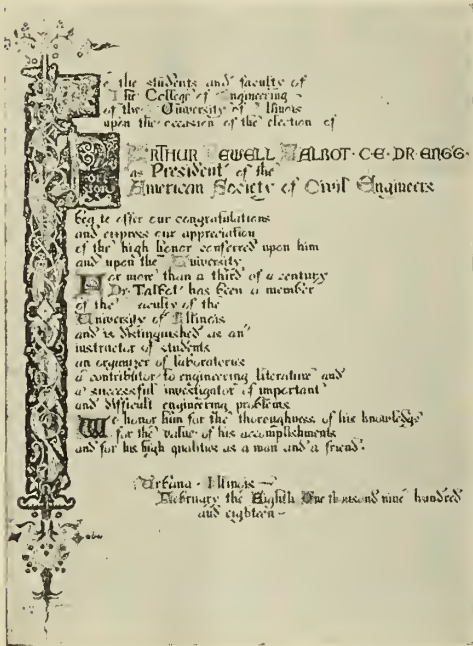 We the students and faculty of
The College of Engineering
of the University of Illinois
upon the occasion of the election of
ARTHUR NEWELL TALBOT · C·E · DR·ENG'G·
as President of the
American Society of Civil Engineers
beg to offer our congratulations
and express our appreciation
of the high honor conferred upon him
and upon the University
For more than a third of a century
Dr Talbot has been a member
of the faculty of the
University of Illinois
and is distinguished as an
instructor of students
an organizer of laboratories
a contributor to engineering literature and
a successful investigator of important
and difficult engineering problems
We honor him for the thoroughness of his knowledge
for the value of his accomplishments
and for his high qualities as a man and a friend.
Urbana · Illinois
February the Eighth One thousand nine hundred
and eighteen